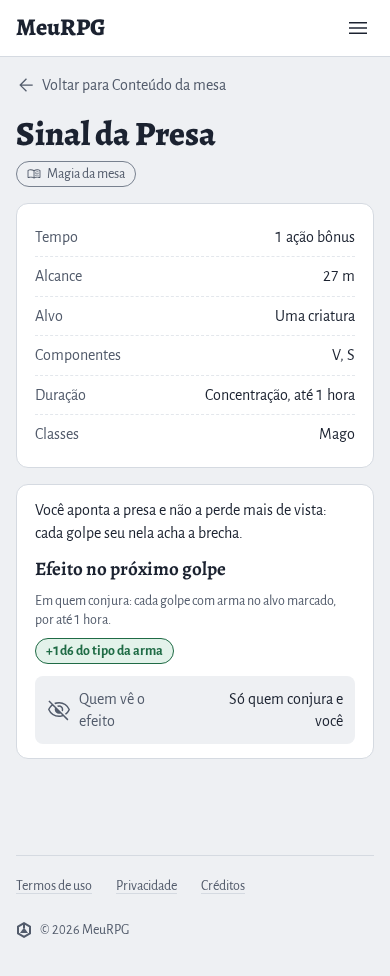 MeuRPG
Voltar para Conteúdo da mesa
Sinal da Presa
Magia da mesa
Tempo 1 ação bônus
Alcance 27 m
Alvo Uma criatura
Componentes V, S
Duração Concentração, até 1 hora
Classes Mago
Você aponta a presa e não a perde mais de vista:
cada golpe seu nela acha a brecha.
Efeito no próximo golpe
Em quem conjura: cada golpe com arma no alvo marcado,
por até 1 hora.
+1d6 do tipo da arma
Quem vê o efeito
Só quem conjura e você
Termos de uso Privacidade Créditos
© 2026 MeuRPG